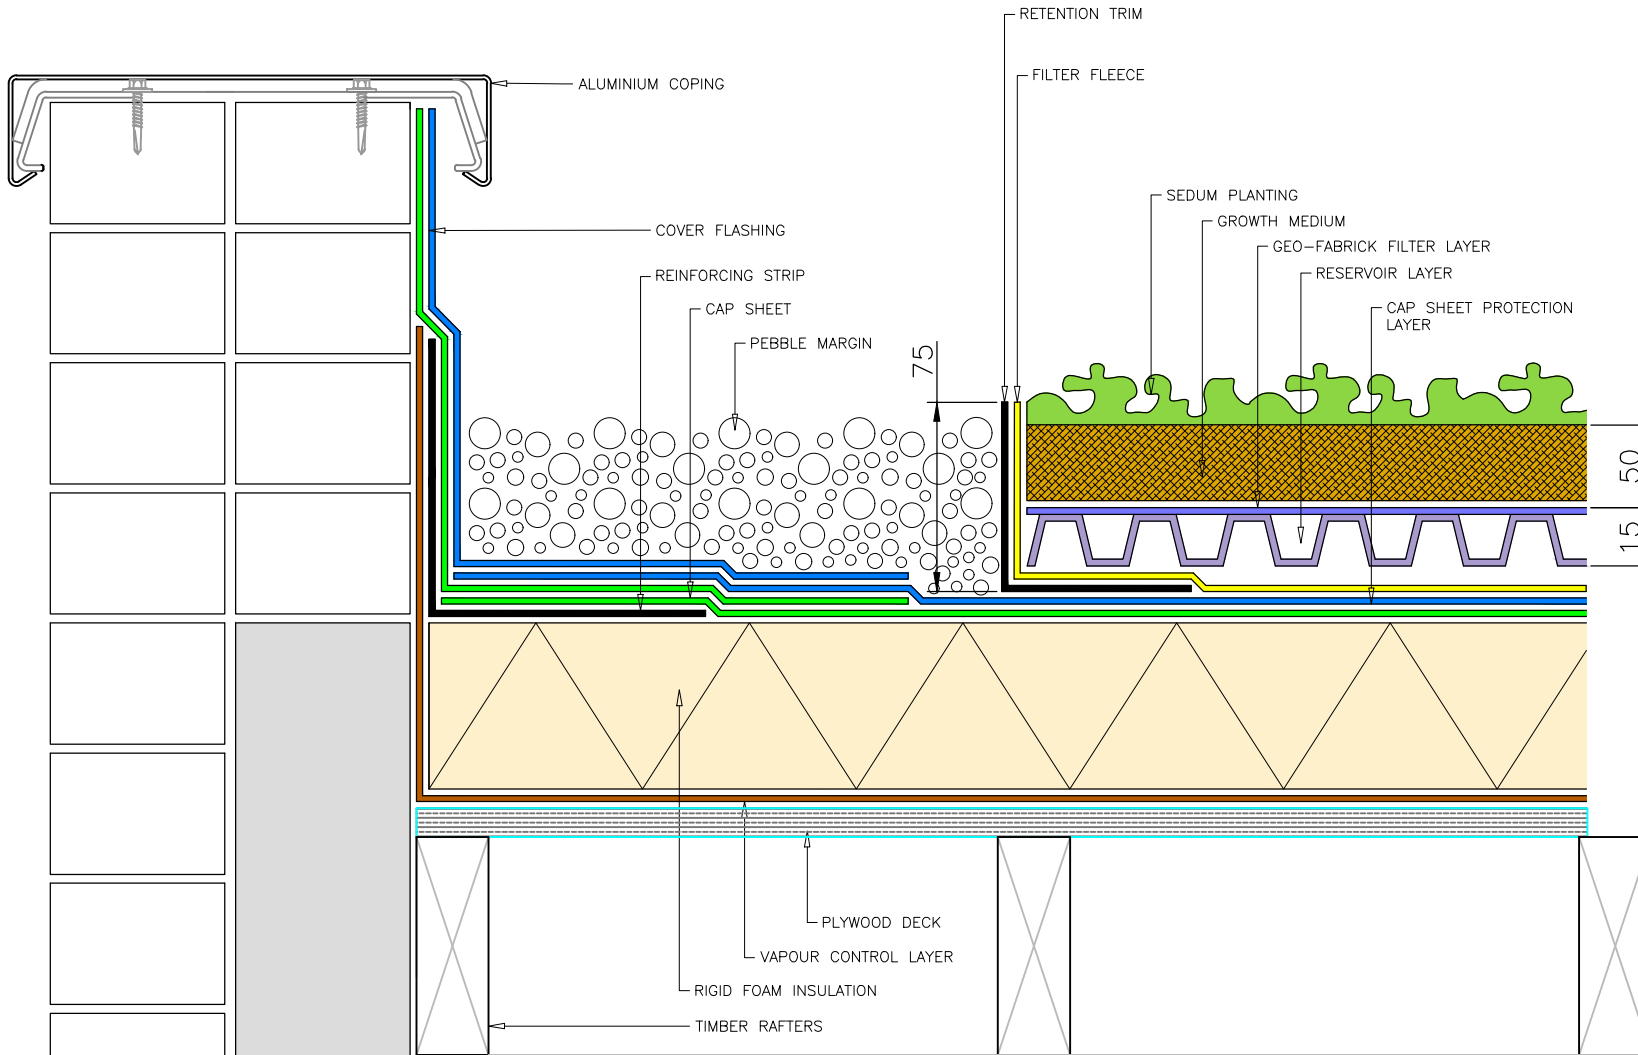 RETENTION TRIM
FILTER FLEECE
ALUMINIUM COPING
SEDUM PLANTING
GROWTH MEDIUM
COVER FLASHING
GEO-FABRICK FILTER LAYER
RESERVOIR LAYER
REINFORCING STRIP
CAP SHEET
CAP SHEET PROTECTION
LAYER
PEBBLE MARGIN
75
50
15
PLYWOOD DECK
VAPOUR CONTROL LAYER
RIGID FOAM INSULATION
TIMBER RAFTERS